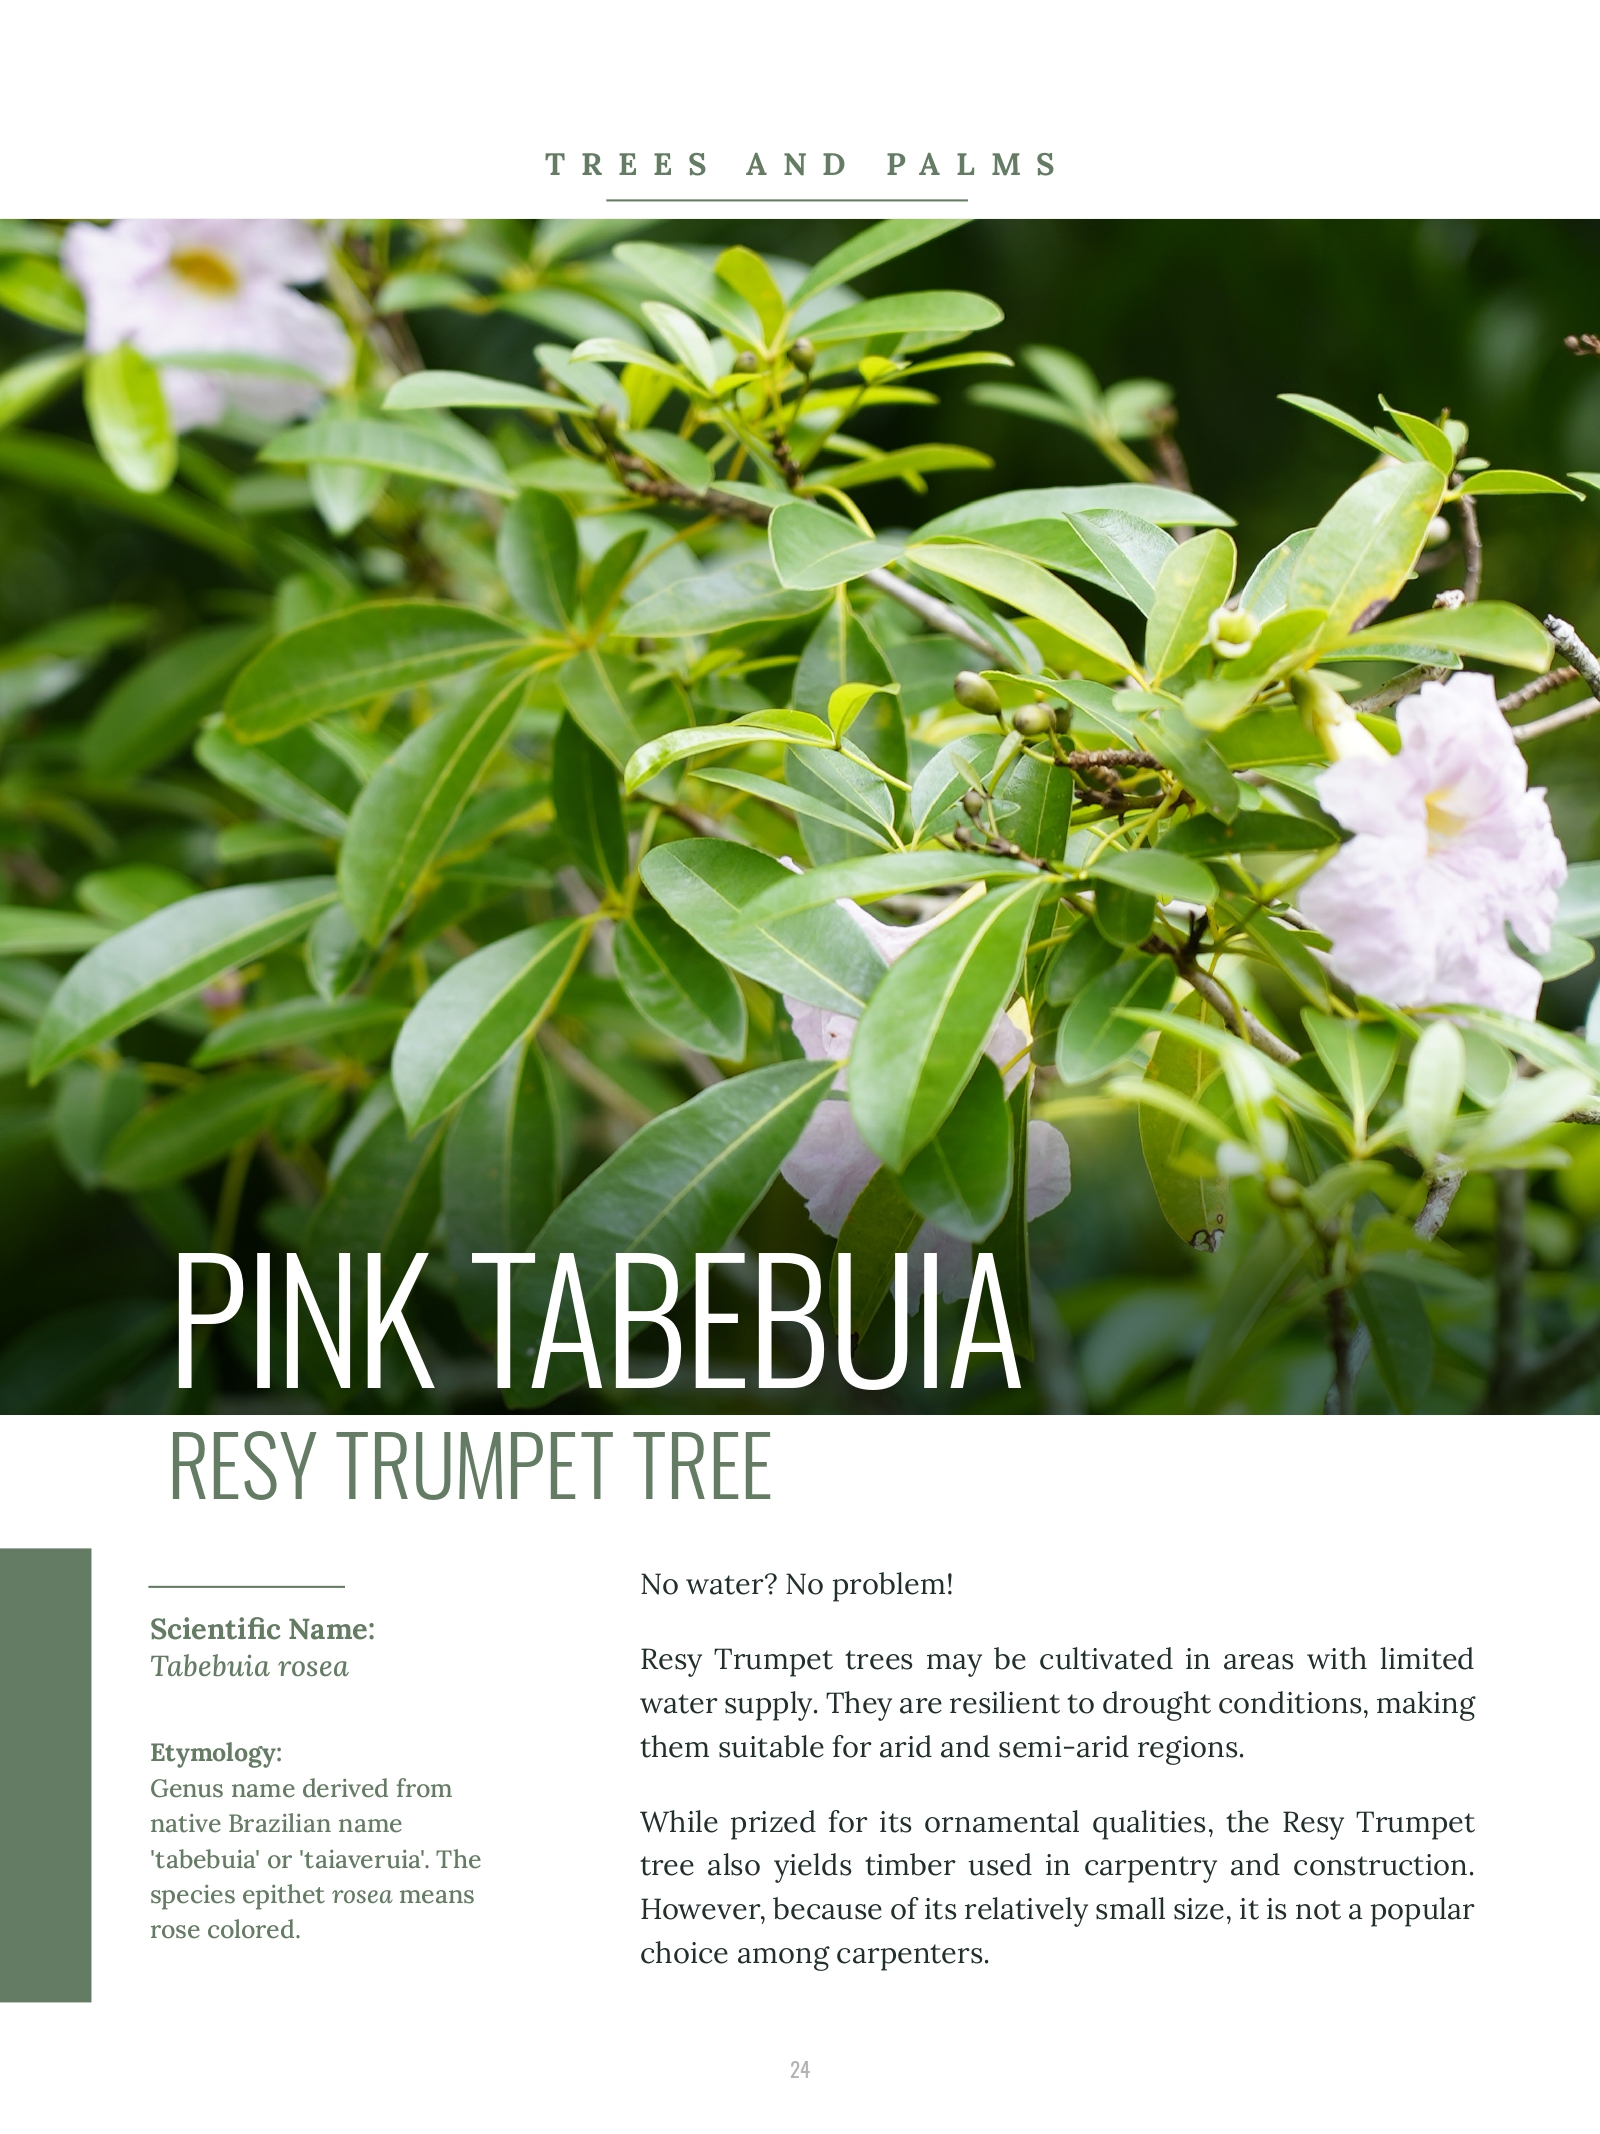 TREES AND PALMS
PINK TABEBUIA
RESY TRUMPET TREE
Scientific Name:
Tabebuia rosea
Etymology:
Genus name derived from
native Brazilian name
'tabebuia' or 'taiaveruia'. The
species epithet rosea means
rose colored.
No water? No problem!
Resy Trumpet trees may be cultivated in areas with limited
water supply. They are resilient to drought conditions, making
them suitable for arid and semi-arid regions.
While prized for its ornamental qualities, the Resy Trumpet
tree also yields timber used in carpentry and construction.
However, because of its relatively small size, it is not a popular
choice among carpenters.
24